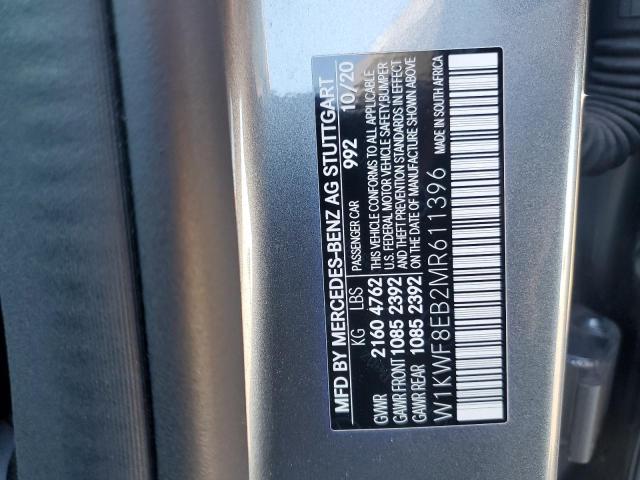 MFD BY MERCEDES-BENZ AG STUTTGART
KG LBS PASSENGER CAR 992 10/20
GVWR 2160 4762 THIS VEHICLE CONFORMS TO ALL APPLICABLE
U.S. FEDERAL MOTOR VEHICLE SAFETY,BUMPER
GAWR FRONT 1085 2392 AND THEFT PREVENTION STANDARDS IN EFFECT
GAWR REAR 1085 2392 DATE OF MANUFACTURE SHOWN ABOVE
W1KWF8EB2MR611396 MADE IN SOUTH AFRICA